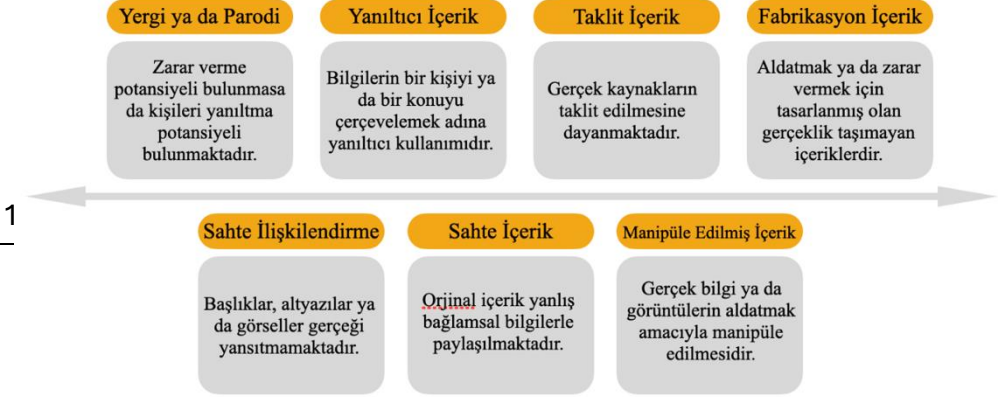 Yergi ya da Parodi
Zarar verme
potansiyeli bulunmasa
da kişileri yanıltma
potansiyeli
bulunmaktadır.
Yanıltıcı İçerik
Bilgilerin bir kişiyi ya
da bir konuyu
çerçevelemek adına
yanıltıcı kullanımıdır.
Taklit İçerik
Gerçek kaynakların
taklit edilmesine
dayanmaktadır.
Fabrikasyon İçerik
Aldatmak ya da zarar
vermek için
tasarlanmış olan
gerçeklik taşımayan
içeriklerdir.
1
Sahte İlişkilendirme
Başlıklar, altyazılar ya
da görseller gerçeği
yansıtmamaktadır.
Sahte İçerik
Orjinal içerik yanlış
bağlamsal bilgilerle
paylaşılmaktadır.
Manipüle Edilmiş İçerik
Gerçek bilgi ya da
görüntülerin aldatmak
amacıyla manipüle
edilmesidir.